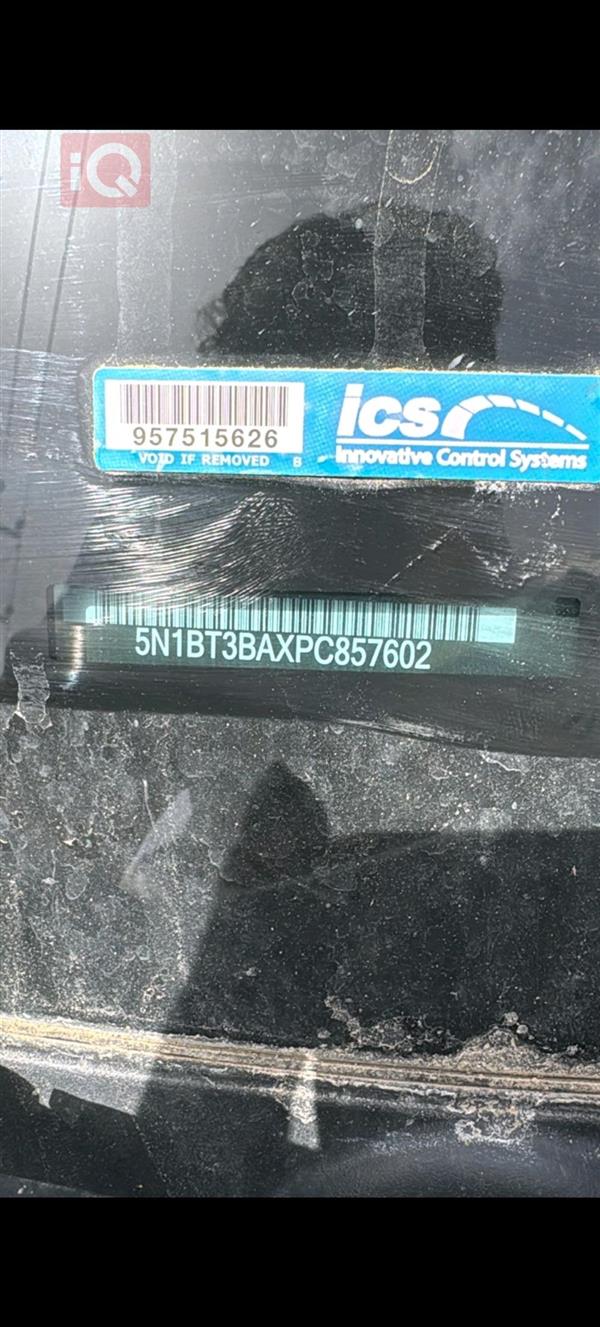 iQ
ics
957515626
VOID IF REMOVED B
Innovative Control Systems
5N1BT3BAXPC857602